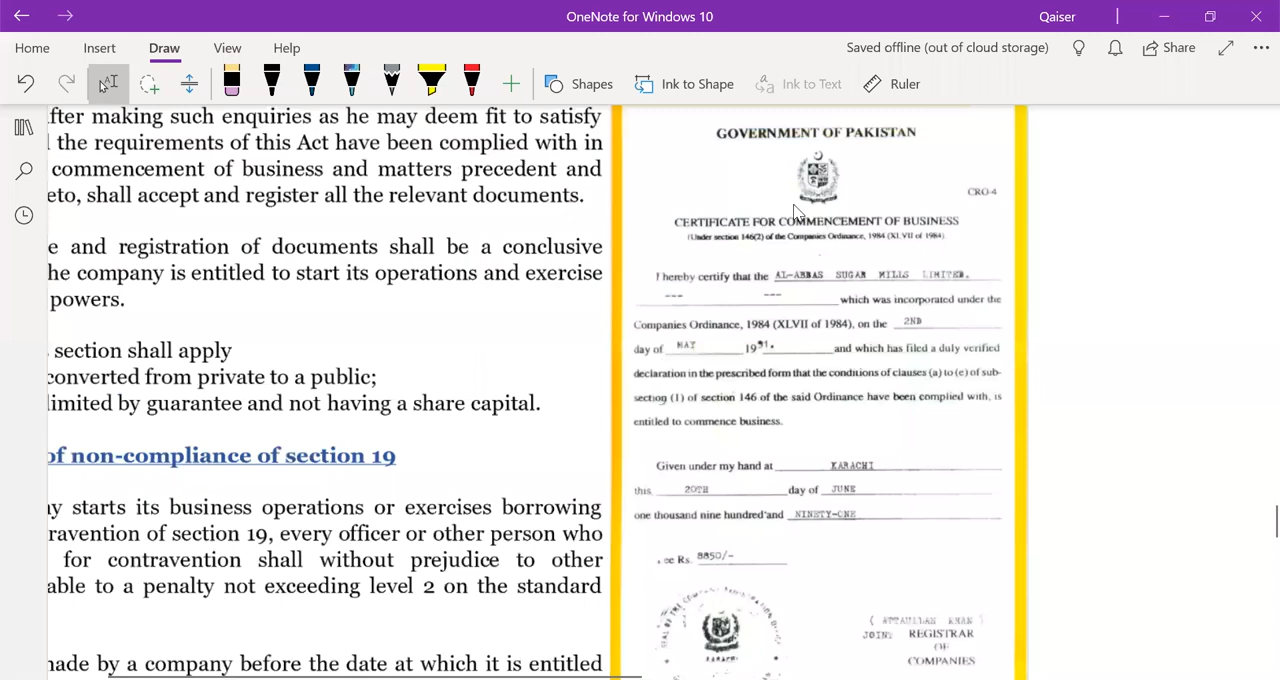 OneNote for Windows 10
Qaiser
Home Insert Draw View Help
Saved offline (out of cloud storage)
Share
Shapes
Ink to Shape
Ink to Text
Ruler
fter making such enquiries as he may deem fit to satisfy
the requirements of this Act have been complied with in
commencement of business and matters precedent and
eto, shall accept and register all the relevant documents.
e and registration of documents shall be a conclusive
he company is entitled to start its operations and exercise
powers.
section shall apply
converted from private to a public;
limited by guarantee and not having a share capital.
of non-compliance of section 19
ny starts its business operations or exercises borrowing
ravention of section 19, every officer or other person who
for contravention shall without prejudice to other
able to a penalty not exceeding level 2 on the standard
made by a company before the date at which it is entitled
GOVERNMENT OF PAKISTAN
CRO-4
CERTIFICATE FOR COMMENCEMENT OF BUSINESS
(Under section 146(2) of the Companies Ordinance, 1984 (XLVII of 1984)
I hereby certify that the AL-ABBAS SUGAR MILLS LIMITED.
--- --- which was incorporated under the
Companies Ordinance, 1984 (XLVII of 1984), on the 2ND
day of MAY 1991. and which has filed a duly verified
declaration in the prescribed form that the conditions of clauses (a) to (e) of sub-
section (1) of section 146 of the said Ordinance have been complied with, is
entitled to commence business.
Given under my hand at KARACHI
this 20TH day of JUNE
one thousand nine hundred and NINETY-ONE
ee Rs. 8850/-
KARACHI
( ATTAULLAH KHAN )
JOINT REGISTRAR
OF
COMPANIES